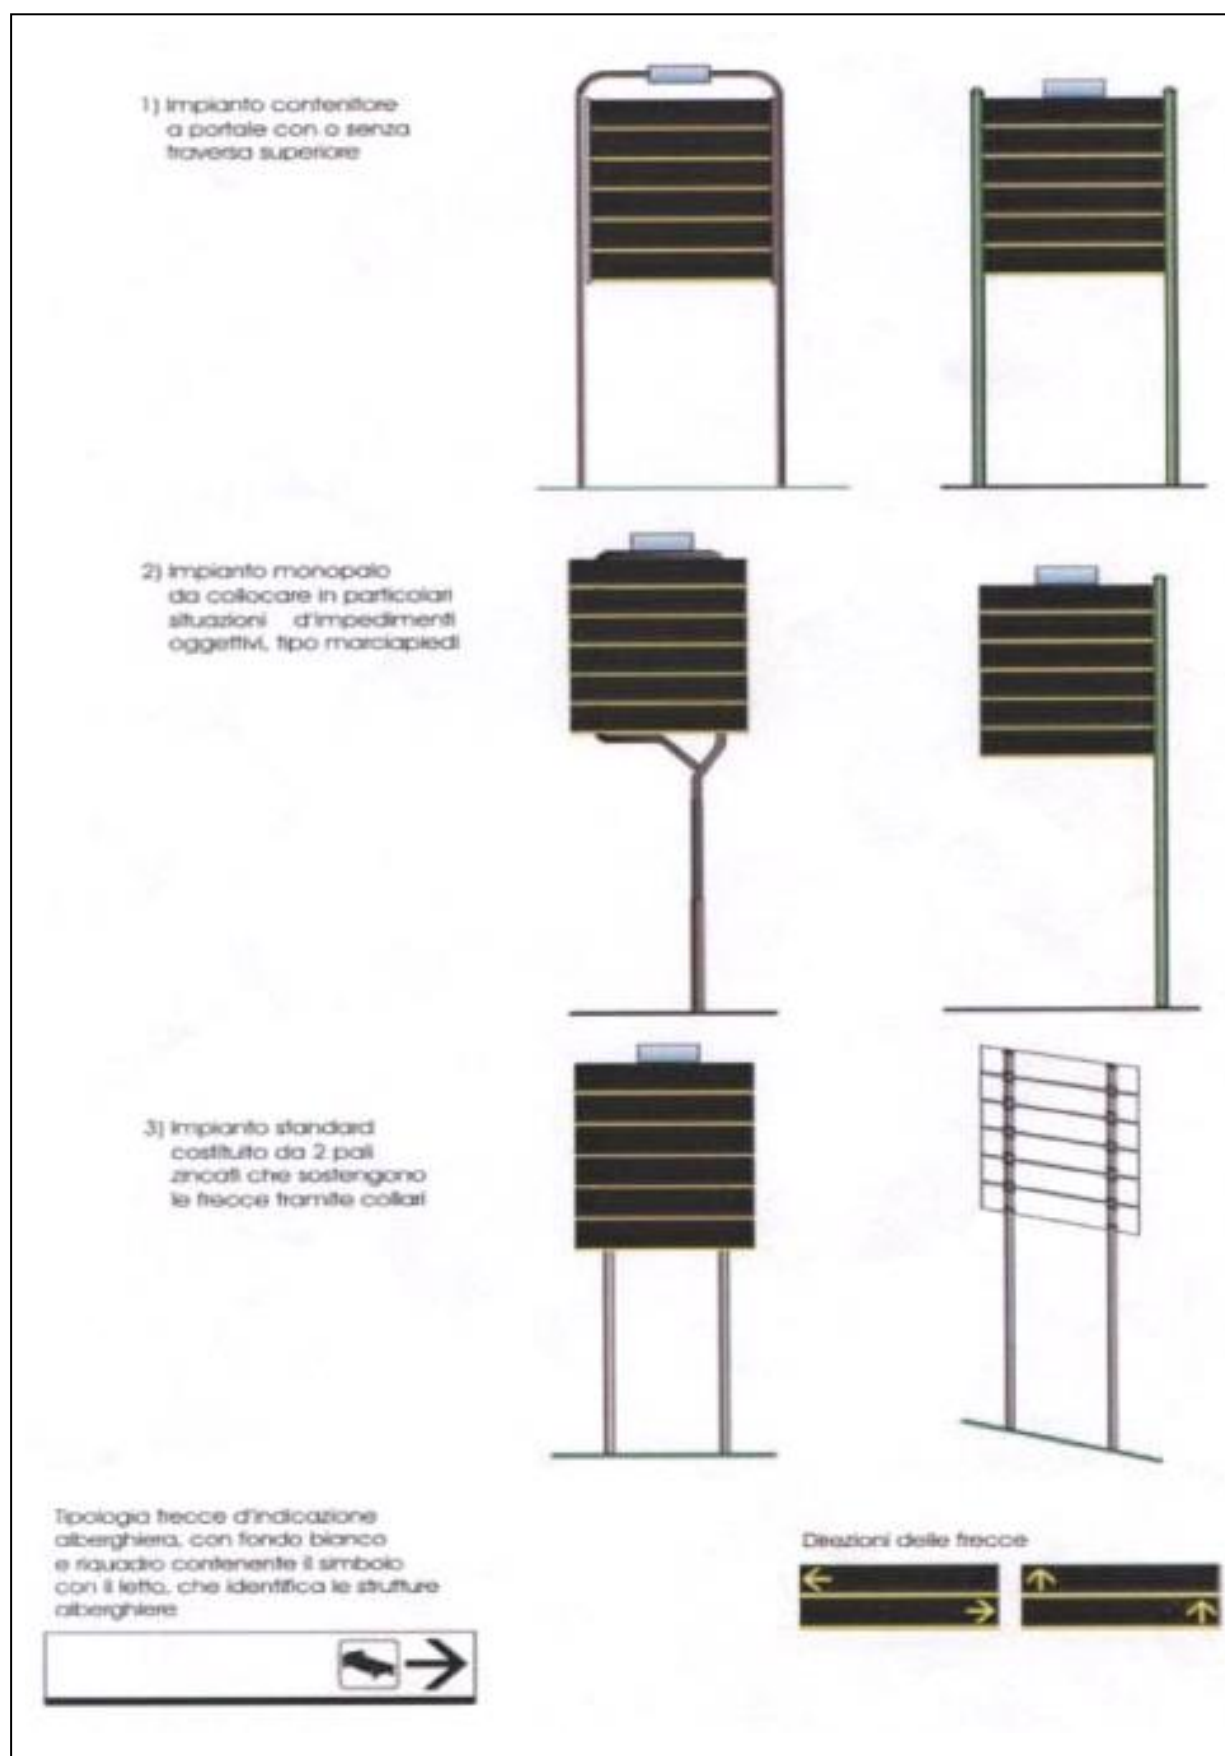 1) Impianto contenitore
a portale con o senza
traversa superiore
2) Impianto monopalo
da collocare in particolari
situazioni d'impedimenti
oggettivi, tipo marciapiedi
3) Impianto standard
costituito da 2 pali
zincati che sostengono
le frecce tramite collari
Tipologia frecce d'indicazione
alberghiera, con fondo bianco
e riquadro contenente il simbolo
con il letto, che identifica le strutture
alberghiere
Direzioni delle frecce